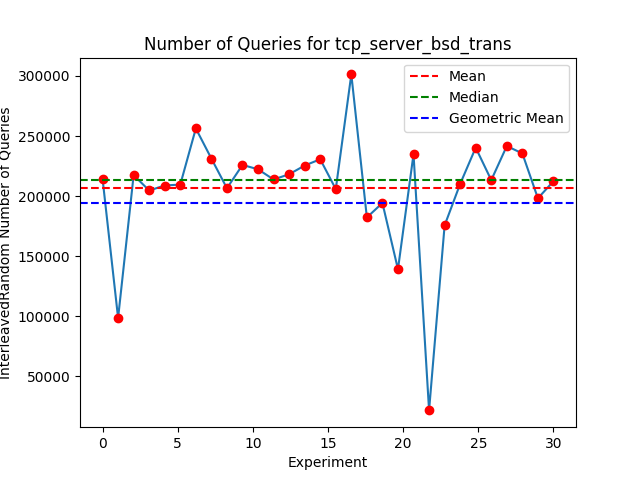 Number of Queries for tcp_server_bsd_trans
InterleavedRandom Number of Queries
300000
250000
200000
150000
100000
50000
Mean
Median
Geometric Mean
0 5 10 15 20 25 30
Experiment